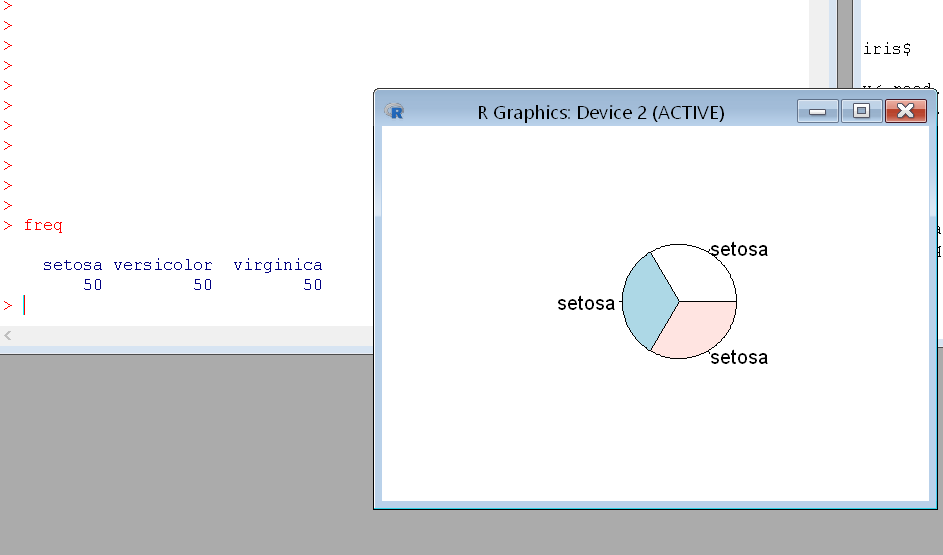 >
>
>
>
>
>
>
>
>
>
>
> freq
setosa versicolor virginica
50 50 50
>
iris$
R Graphics: Device 2 (ACTIVE)
setosa
setosa
setosa